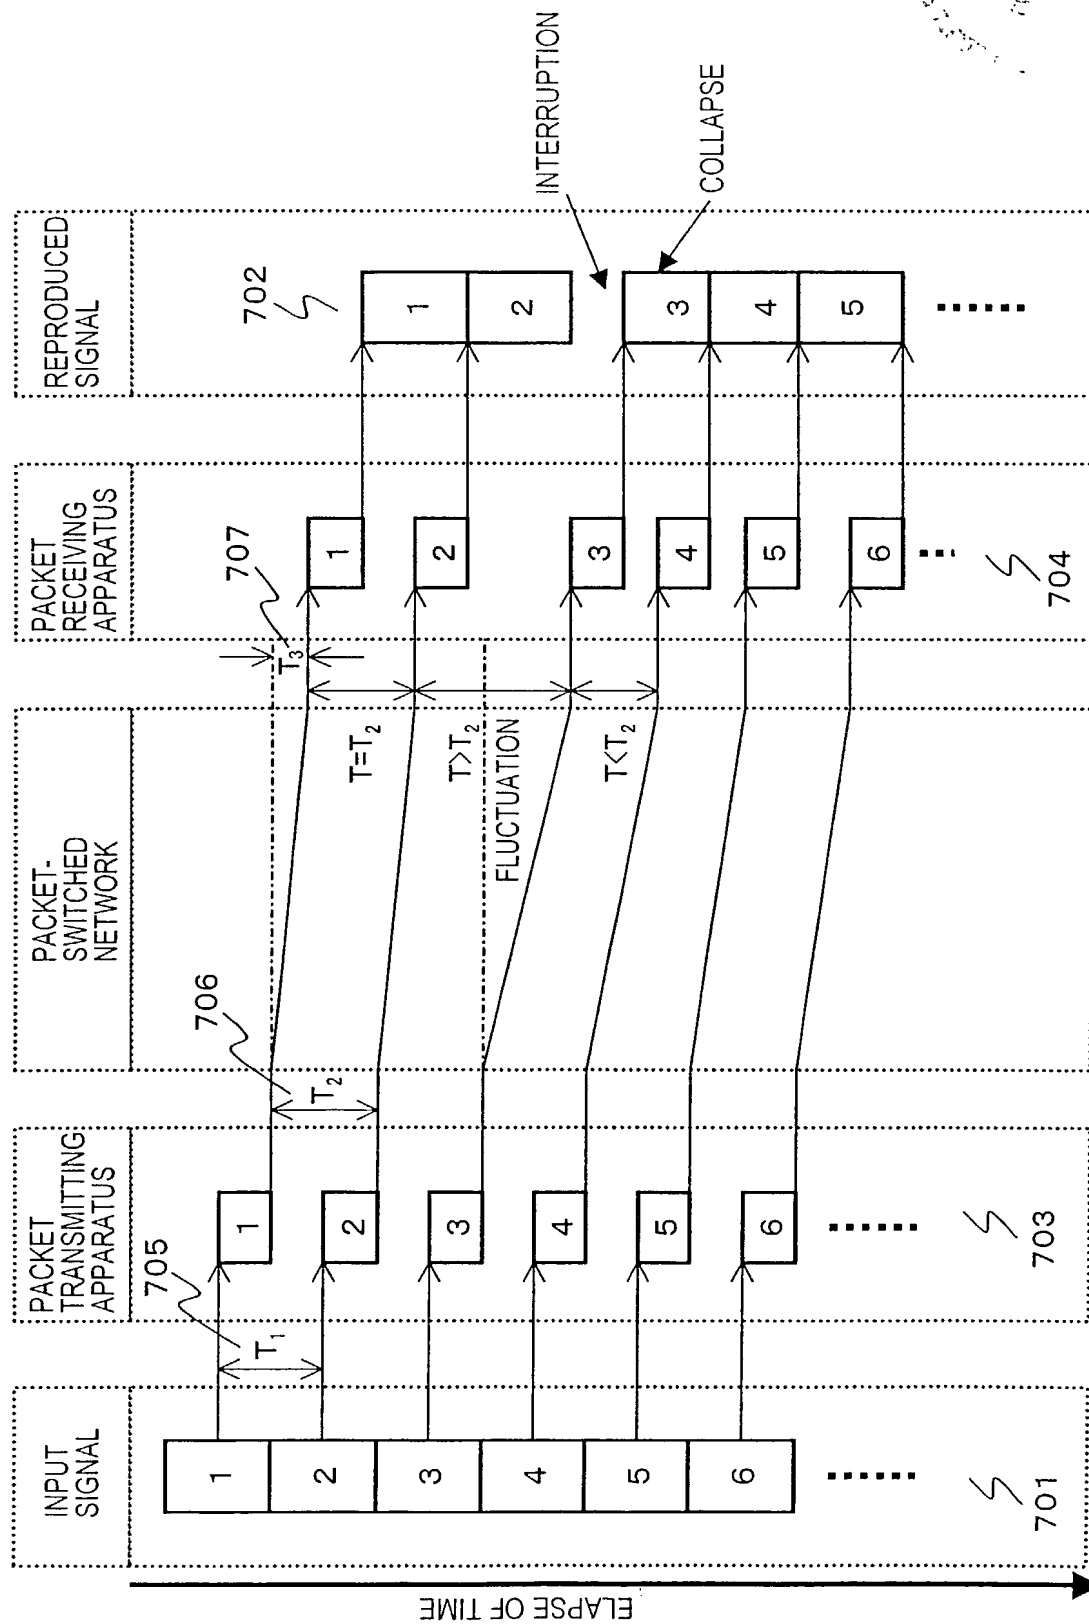 INPUT
SIGNAL
PACKET
TRANSMITTING
APPARATUS
PACKET-
SWITCHED
NETWORK
PACKET
RECEIVING
APPARATUS
REPRODUCED
SIGNAL
ELAPSE OF TIME
1
2
3
4
5
6
701
T1
705
1
2
3
4
5
6
703
T2
706
T=T2
T>T2
FLUCTUATION
T<T2
T3
707
1
2
3
4
5
6
704
702
1
2
3
4
5
INTERRUPTION
COLLAPSE